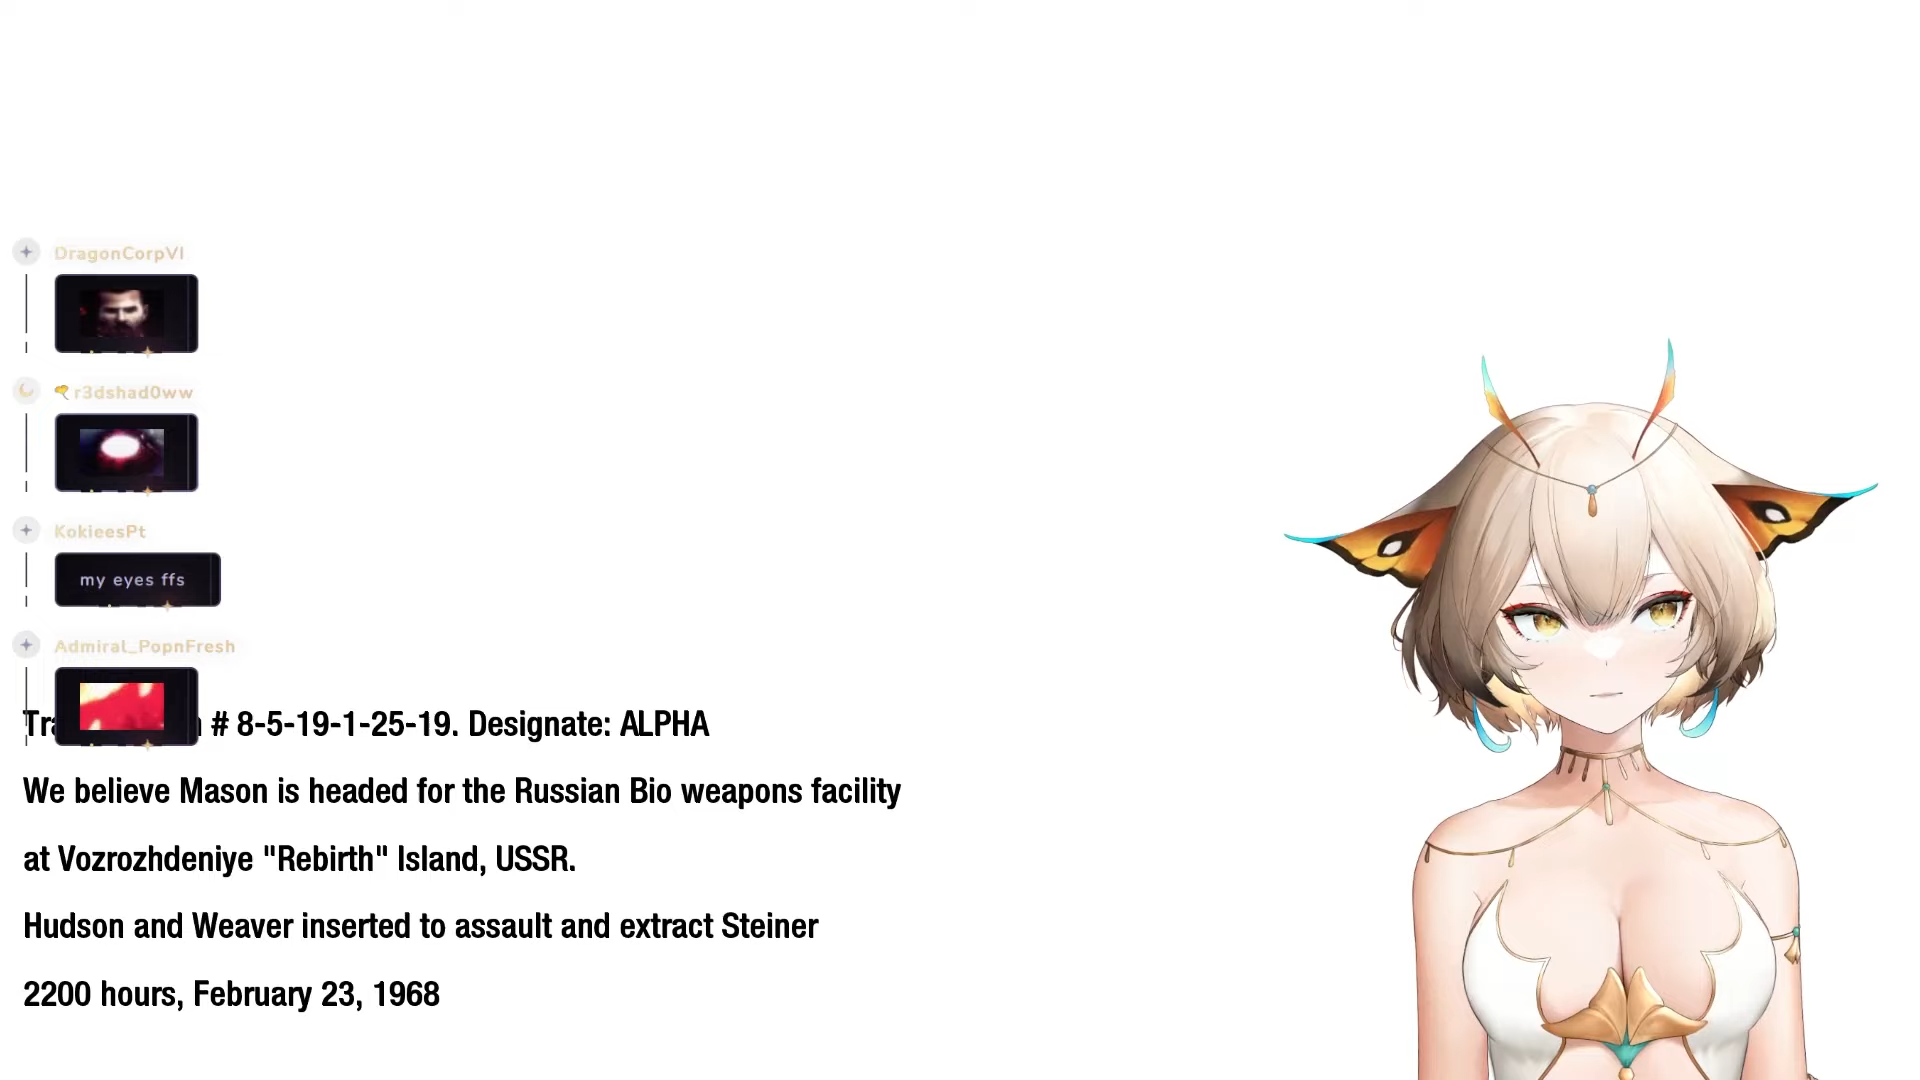 DragonCorpVI
r3dshad0ww
KokieesPt
my eyes ffs
Admiral_PopnFresh
# 8-5-19-1-25-19. Designate: ALPHA
We believe Mason is headed for the Russian Bio weapons facility
at Vozrozhdeniye "Rebirth" Island, USSR.
Hudson and Weaver inserted to assault and extract Steiner
2200 hours, February 23, 1968